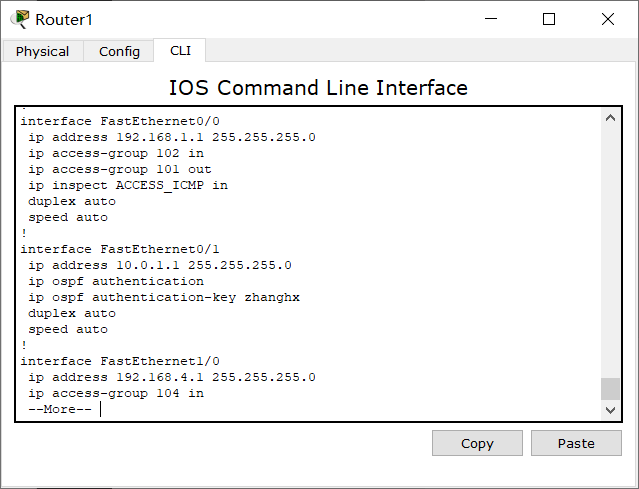 Router1
Physical
Config
CLI
IOS Command Line Interface
!
interface FastEthernet0/0
ip address 192.168.1.1 255.255.255.0
ip access-group 102 in
ip access-group 101 out
ip inspect ACCESS_ICMP in
duplex auto
speed auto
!
interface FastEthernet0/1
ip address 10.0.1.1 255.255.255.0
ip ospf authentication
ip ospf authentication-key zhanghx
duplex auto
speed auto
!
interface FastEthernet1/0
ip address 192.168.4.1 255.255.255.0
ip access-group 104 in
--More--
Copy
Paste